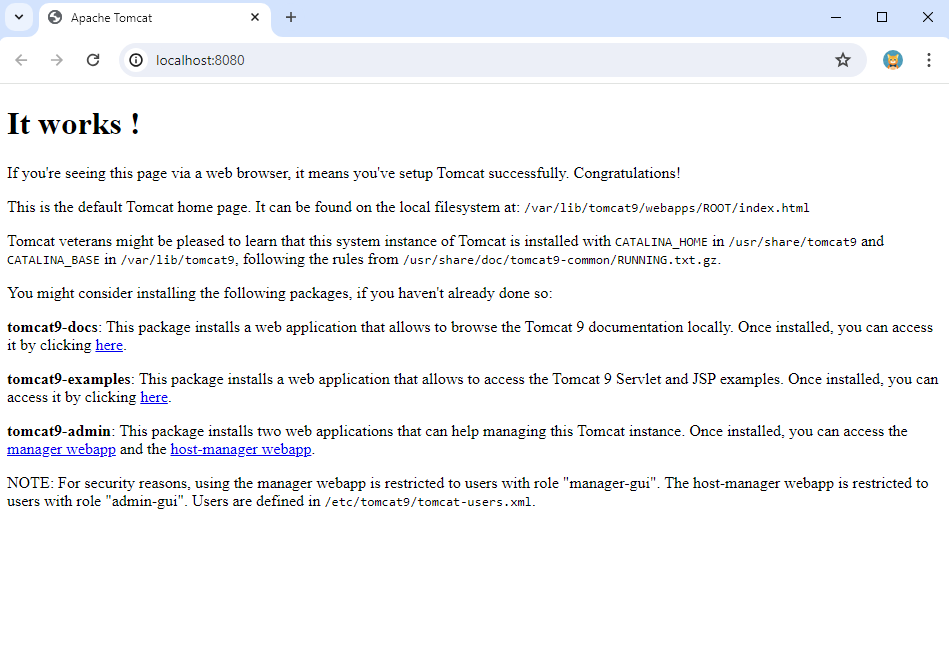 Apache Tomcat
localhost:8080
It works !
If you're seeing this page via a web browser, it means you've setup Tomcat successfully. Congratulations!
This is the default Tomcat home page. It can be found on the local filesystem at: /var/lib/tomcat9/webapps/ROOT/index.html
Tomcat veterans might be pleased to learn that this system instance of Tomcat is installed with CATALINA_HOME in /usr/share/tomcat9 and
CATALINA_BASE in /var/lib/tomcat9, following the rules from /usr/share/doc/tomcat9-common/RUNNING.txt.gz.
You might consider installing the following packages, if you haven't already done so:
tomcat9-docs: This package installs a web application that allows to browse the Tomcat 9 documentation locally. Once installed, you can access
it by clicking here.
tomcat9-examples: This package installs a web application that allows to access the Tomcat 9 Servlet and JSP examples. Once installed, you can
access it by clicking here.
tomcat9-admin: This package installs two web applications that can help managing this Tomcat instance. Once installed, you can access the
manager webapp and the host-manager webapp.
NOTE: For security reasons, using the manager webapp is restricted to users with role "manager-gui". The host-manager webapp is restricted to
users with role "admin-gui". Users are defined in /etc/tomcat9/tomcat-users.xml.